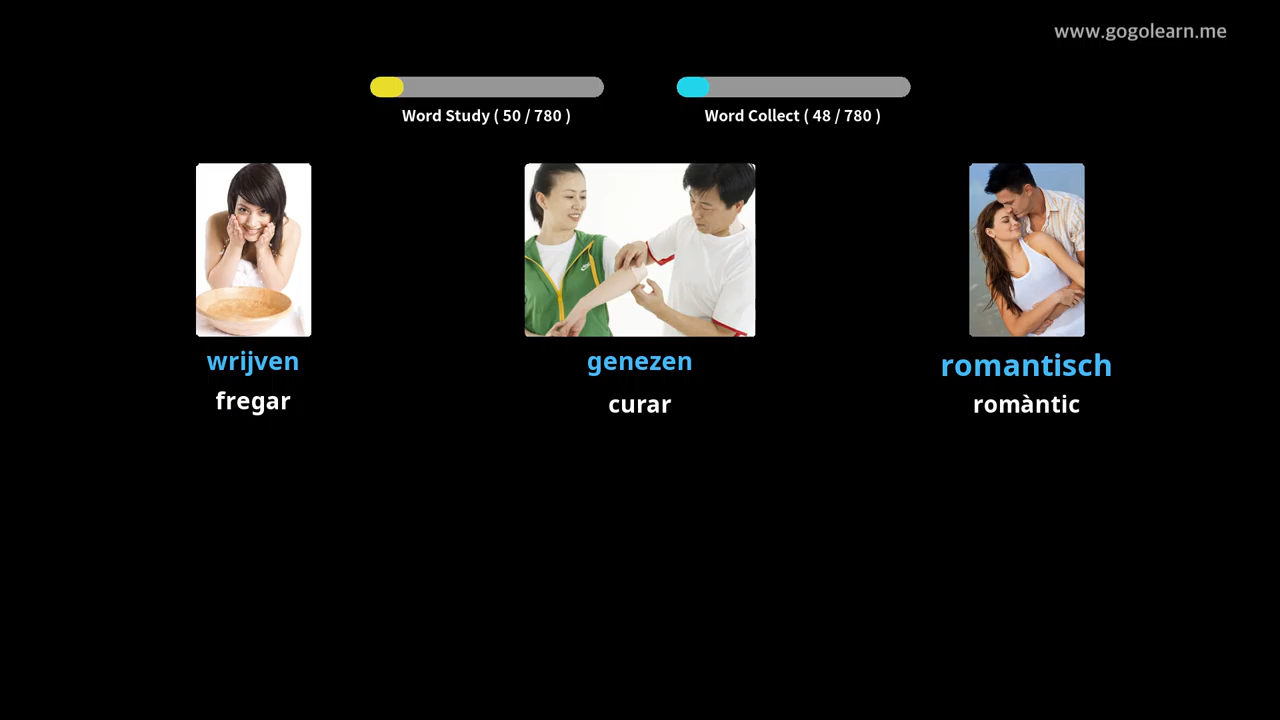 www.gogolearn.me
Word Study ( 50 / 780 )
Word Collect ( 48 / 780 )
wrijven
genezen
romantisch
fregar
curar
romàntic